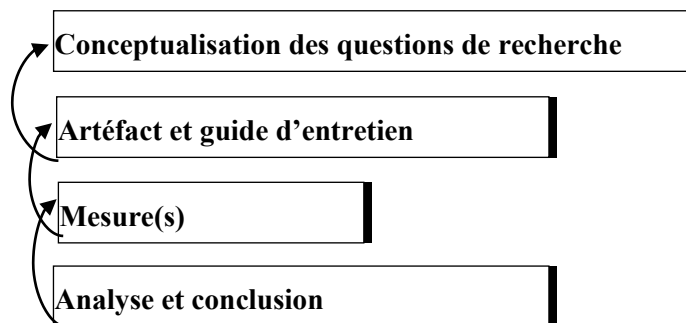 Conceptualisation des questions de recherche
Artéfact et guide d’entretien
Mesure(s)
Analyse et conclusion